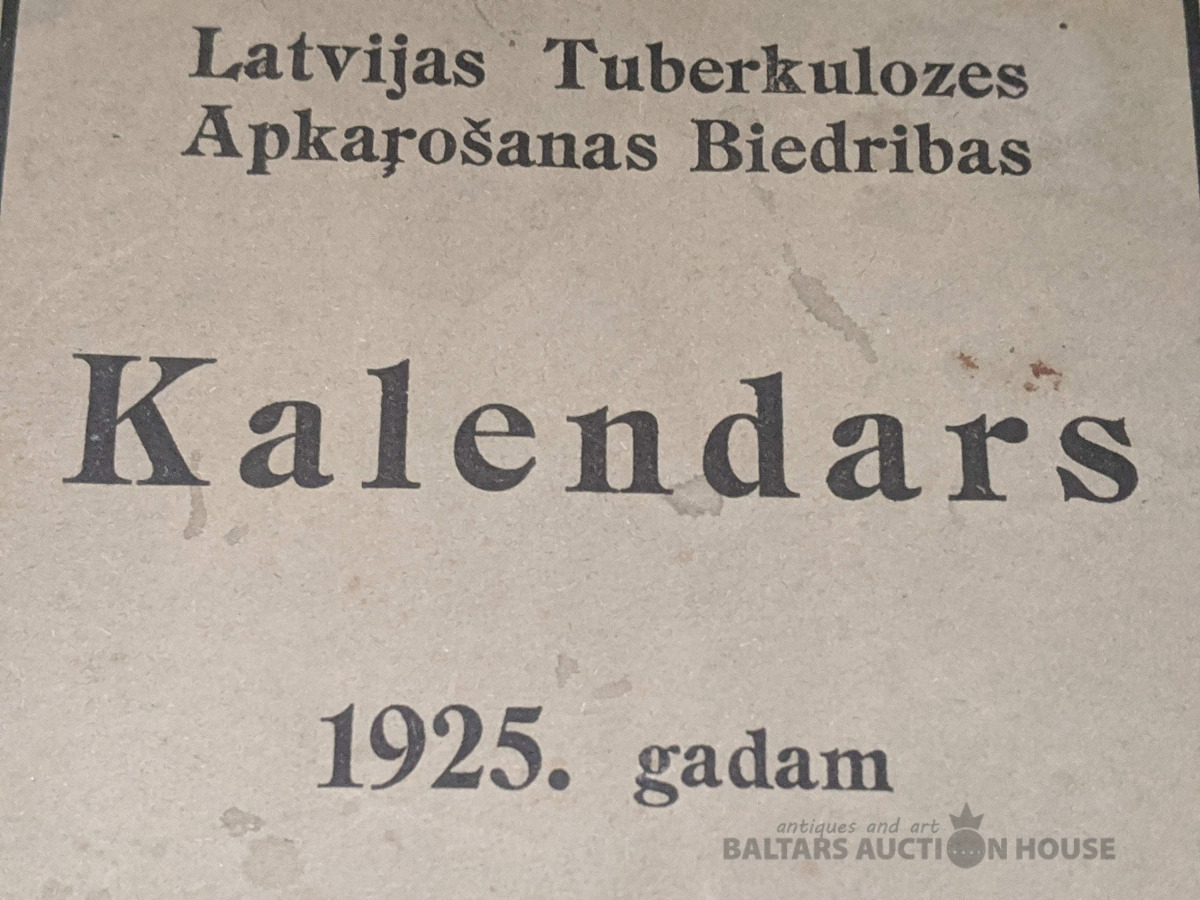 Latvijas Tuberkulozes
Apkaŗošanas Biedribas
Kalendars
1925. gadam
antiques and art
BALTARS AUCTION HOUSE